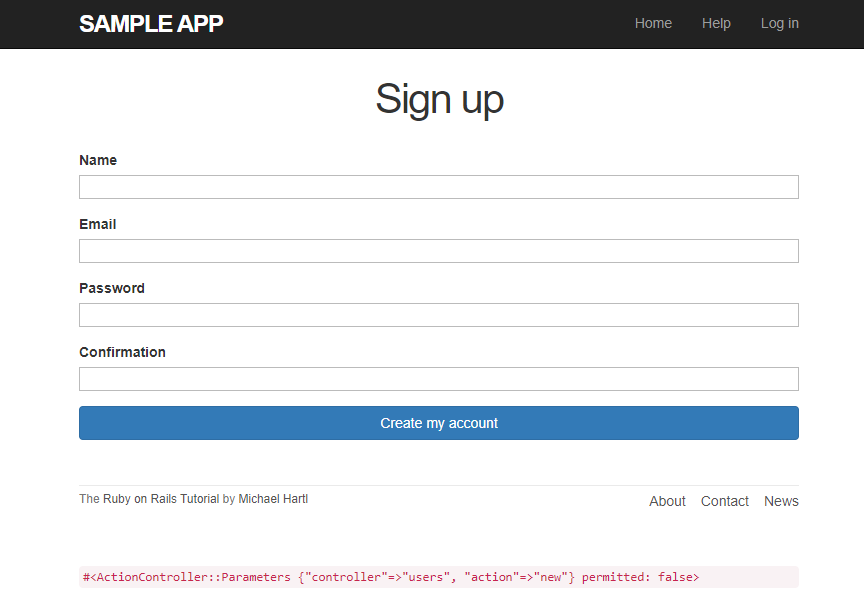 SAMPLE APP Home Help Log in
Sign up
Name
Email
Password
Confirmation
Create my account
The Ruby on Rails Tutorial by Michael Hartl About Contact News
#<ActionController::Parameters {"controller"=>"users", "action"=>"new"} permitted: false>